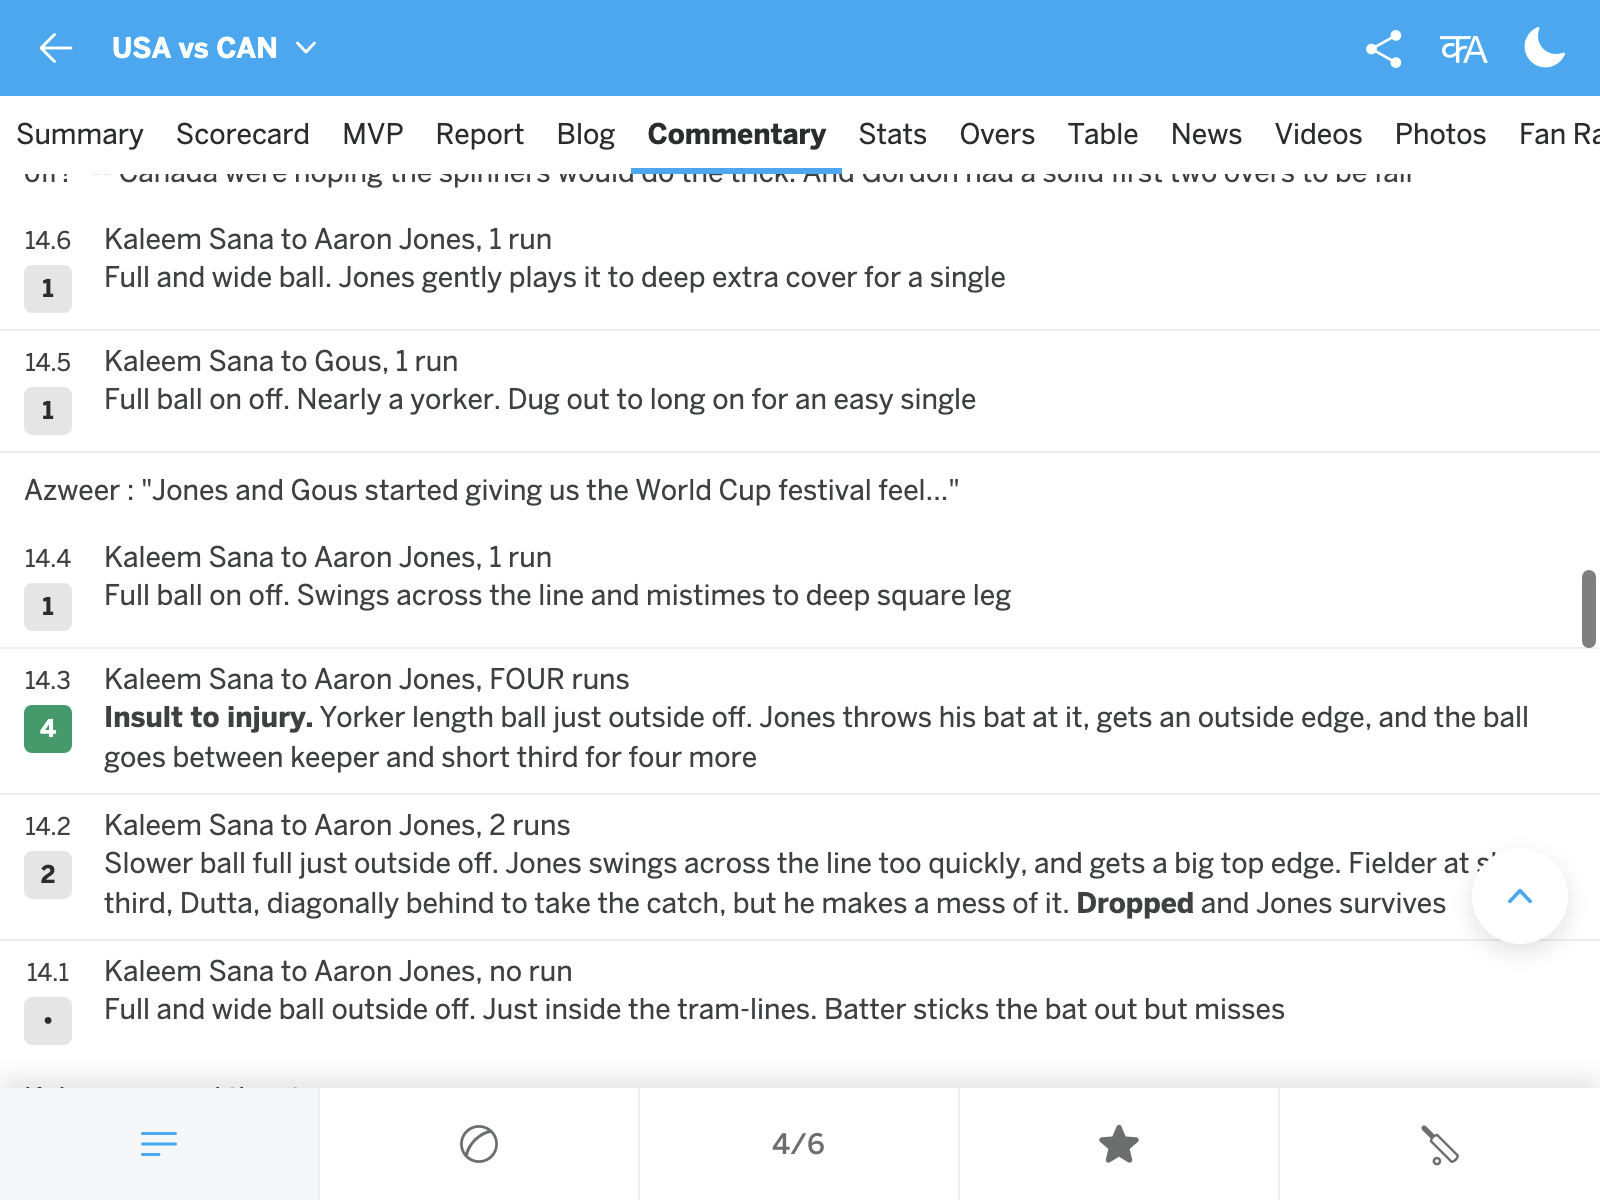 USA vs CAN
Summary Scorecard MVP Report Blog Commentary Stats Overs Table News Videos Photos Fan Ra
off? -- Canada were hoping the spinners would do the trick. And Gordon had a solid first two overs to be fair
14.6 Kaleem Sana to Aaron Jones, 1 run
1 Full and wide ball. Jones gently plays it to deep extra cover for a single
14.5 Kaleem Sana to Gous, 1 run
1 Full ball on off. Nearly a yorker. Dug out to long on for an easy single
Azweer : "Jones and Gous started giving us the World Cup festival feel..."
14.4 Kaleem Sana to Aaron Jones, 1 run
1 Full ball on off. Swings across the line and mistimes to deep square leg
14.3 Kaleem Sana to Aaron Jones, FOUR runs
4 Insult to injury. Yorker length ball just outside off. Jones throws his bat at it, gets an outside edge, and the ball
goes between keeper and short third for four more
14.2 Kaleem Sana to Aaron Jones, 2 runs
2 Slower ball full just outside off. Jones swings across the line too quickly, and gets a big top edge. Fielder at
third, Dutta, diagonally behind to take the catch, but he makes a mess of it. Dropped and Jones survives
14.1 Kaleem Sana to Aaron Jones, no run
• Full and wide ball outside off. Just inside the tram-lines. Batter sticks the bat out but misses
4/6